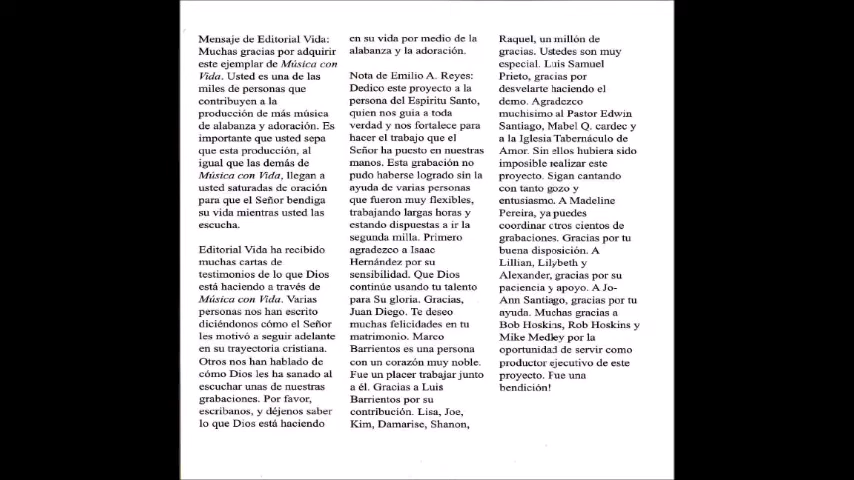 Mensaje de Editorial Vida:
Muchas gracias por adquirir
este ejemplar de Música con
Vida. Usted es una de las
miles de personas que
contribuyen a la
producción de más música
de alabanza y adoración. Es
importante que usted sepa
que esta producción, al
igual que las demás de
Música con Vida, llegan a
usted saturadas de oración
para que el Señor bendiga
su vida mientras usted las
escucha.
Editorial Vida ha recibido
muchas cartas de
testimonios de lo que Dios
está haciendo a través de
Música con Vida. Varias
personas nos han escrito
diciéndonos cómo el Señor
les motivó a seguir adelante
en su trayectoria cristiana.
Otros nos han hablado de
cómo Dios les ha sanado al
escuchar unas de nuestras
grabaciones. Por favor,
escríbanos, y déjenos saber
lo que Dios está haciendo
en su vida por medio de la
alabanza y la adoración.
Nota de Emilio A. Reyes:
Dedico este proyecto a la
persona del Espíritu Santo,
quien nos guia a toda
verdad y nos fortalece para
hacer el trabajo que el
Señor ha puesto en nuestras
manos. Esta grabación no
pudo haberse logrado sin la
ayuda de varias personas
que fueron muy flexibles,
trabajando largas horas y
estando dispuestas a ir la
segunda milla. Primero
agradezco a Isaac
Hernández por su
sensibilidad. Que Dios
continúe usando tu talento
para Su gloria. Gracias,
Juan Diego. Te deseo
muchas felicidades en tu
matrimonio. Marco
Barrientos es una persona
con un corazón muy noble.
Fue un placer trabajar junto
a él. Gracias a Luis
Barrientos por su
contribución. Lisa, Joe,
Kim, Damarise, Shanon,
Raquel, un millón de
gracias. Ustedes son muy
especial. Luis Samuel
Prieto, gracias por
desvelarte haciendo el
demo. Agradezco
muchisimo al Pastor Edwin
Santiago, Mabel Q. cardec y
a la Iglesia Tabernáculo de
Amor. Sin ellos hubiera sido
imposible realizar este
proyecto. Sigan cantando
con tanto gozo y
entusiasmo. A Madeline
Pereira, ya puedes
coordinar otros cientos de
grabaciones. Gracias por tu
buena disposición. A
Lillian, Lilybeth y
Alexander, gracias por su
paciencia y apoyo. A Jo-
Ann Santiago, gracias por tu
ayuda. Muchas gracias a
Bob Hoskins, Rob Hoskins y
Mike Medley por la
oportunidad de servir como
productor ejecutivo de este
proyecto. Fue una
bendición!